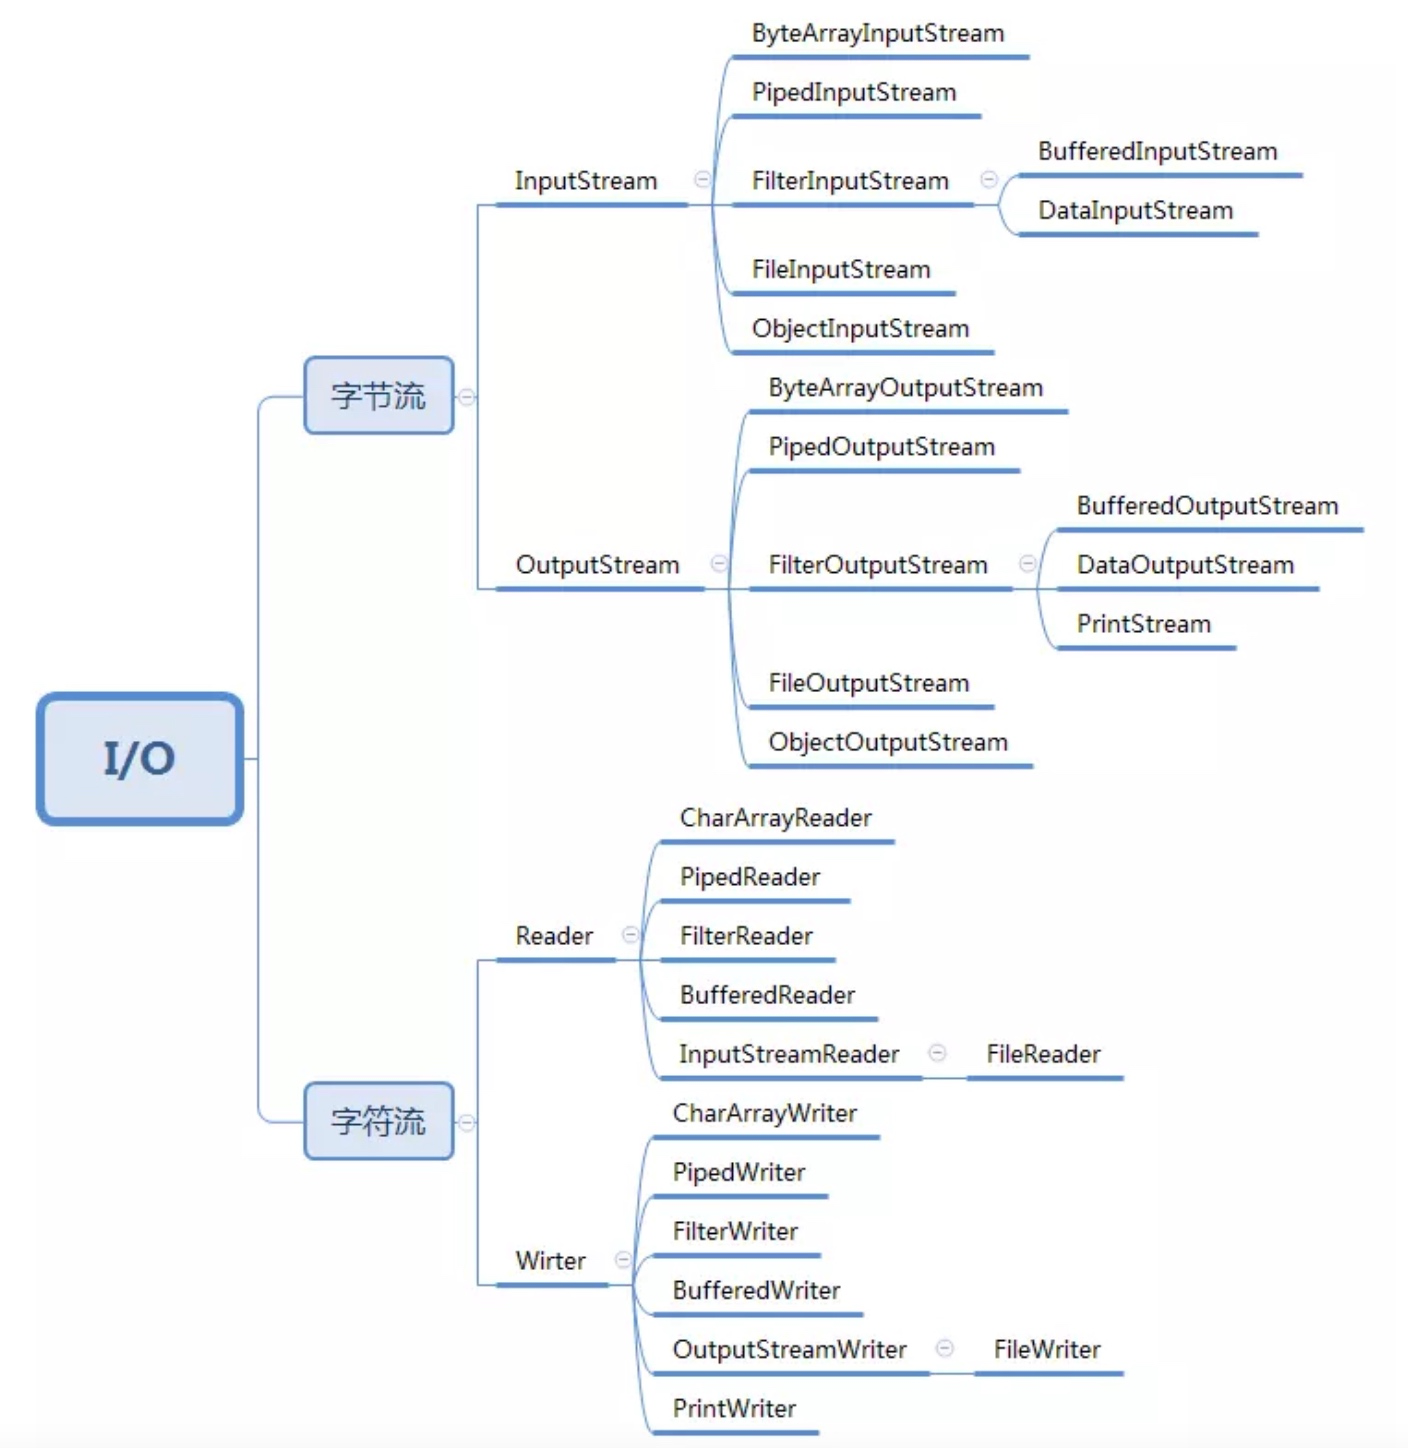 I/O
字节流
InputStream
ByteArrayInputStream
PipedInputStream
FilterInputStream
BufferedInputStream
DataInputStream
FileInputStream
ObjectInputStream
OutputStream
ByteArrayOutputStream
PipedOutputStream
FilterOutputStream
BufferedOutputStream
DataOutputStream
PrintStream
FileOutputStream
ObjectOutputStream
字符流
Reader
CharArrayReader
PipedReader
FilterReader
BufferedReader
InputStreamReader
FileReader
Wirter
CharArrayWriter
PipedWriter
FilterWriter
BufferedWriter
OutputStreamWriter
FileWriter
PrintWriter